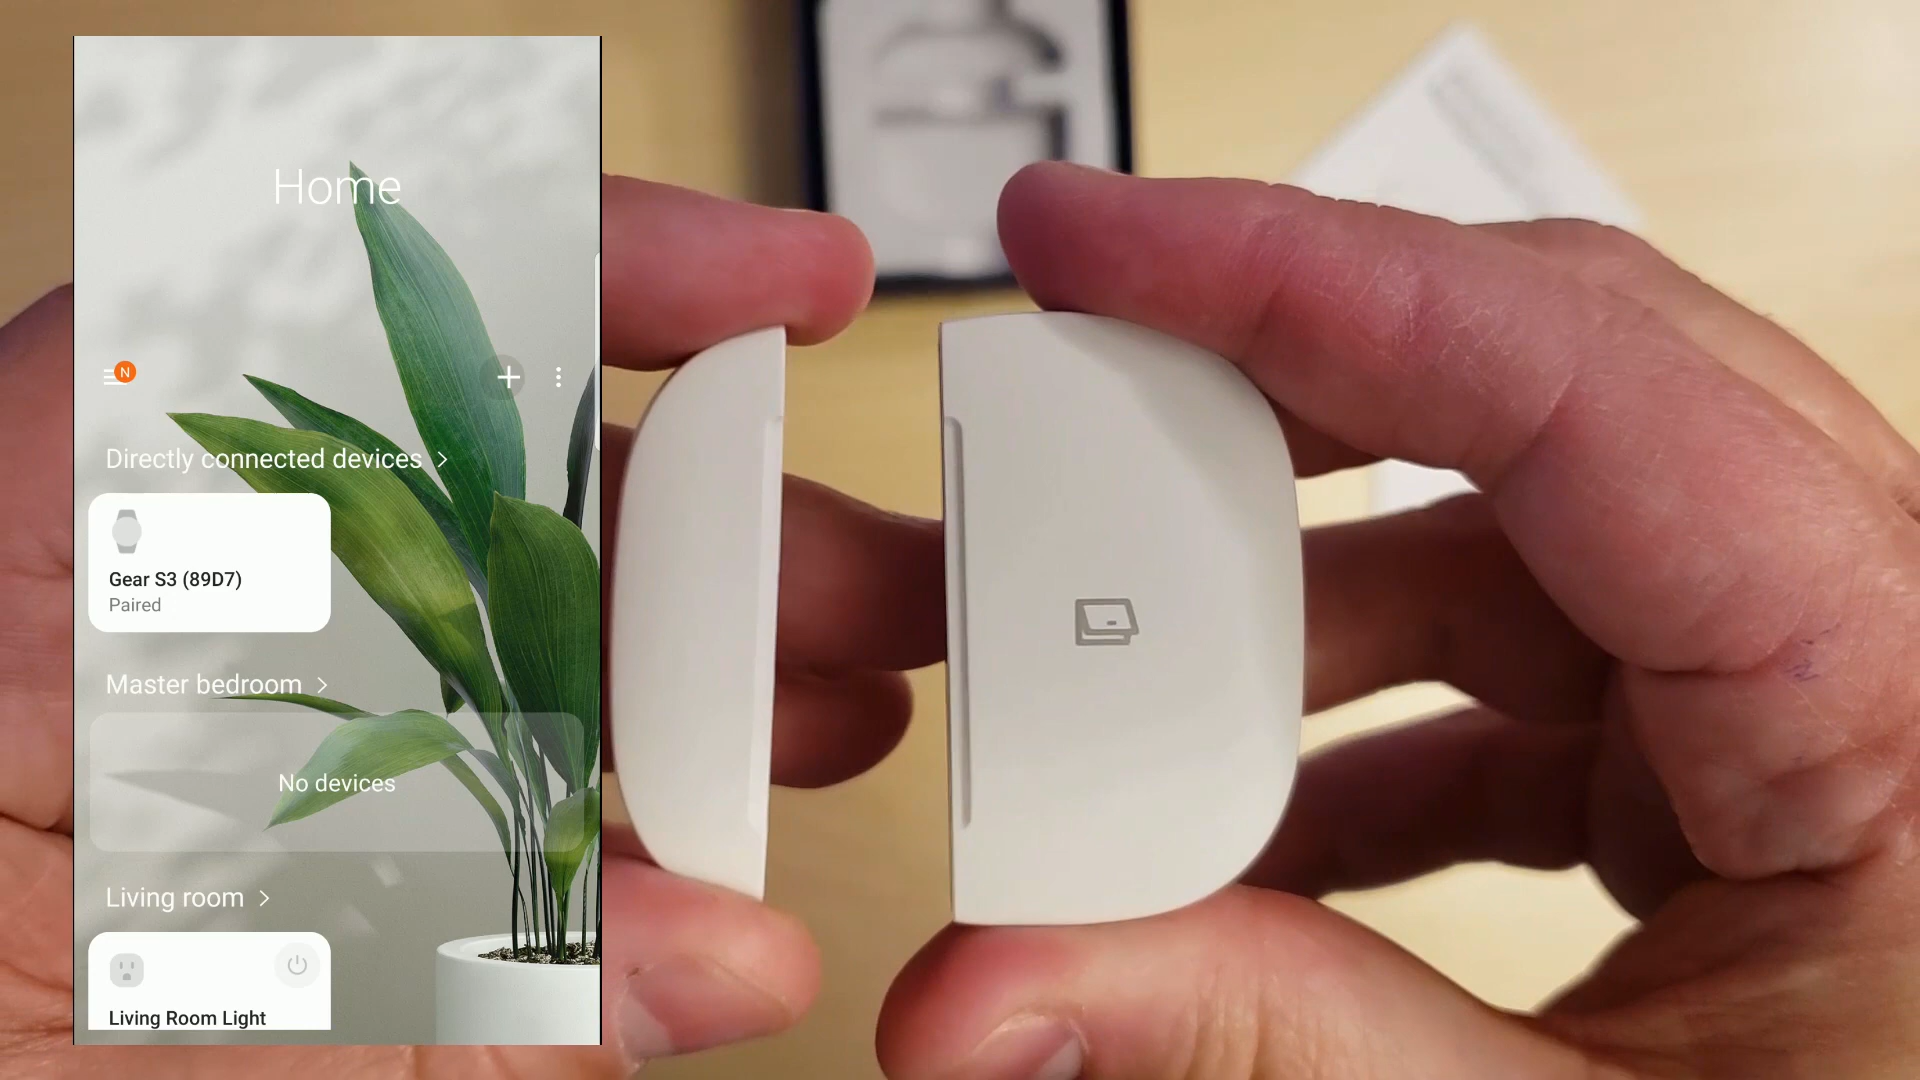 Home
N
Directly connected devices
Gear S3 (89D7)
Paired
Master bedroom
No devices
Living room
Living Room Light